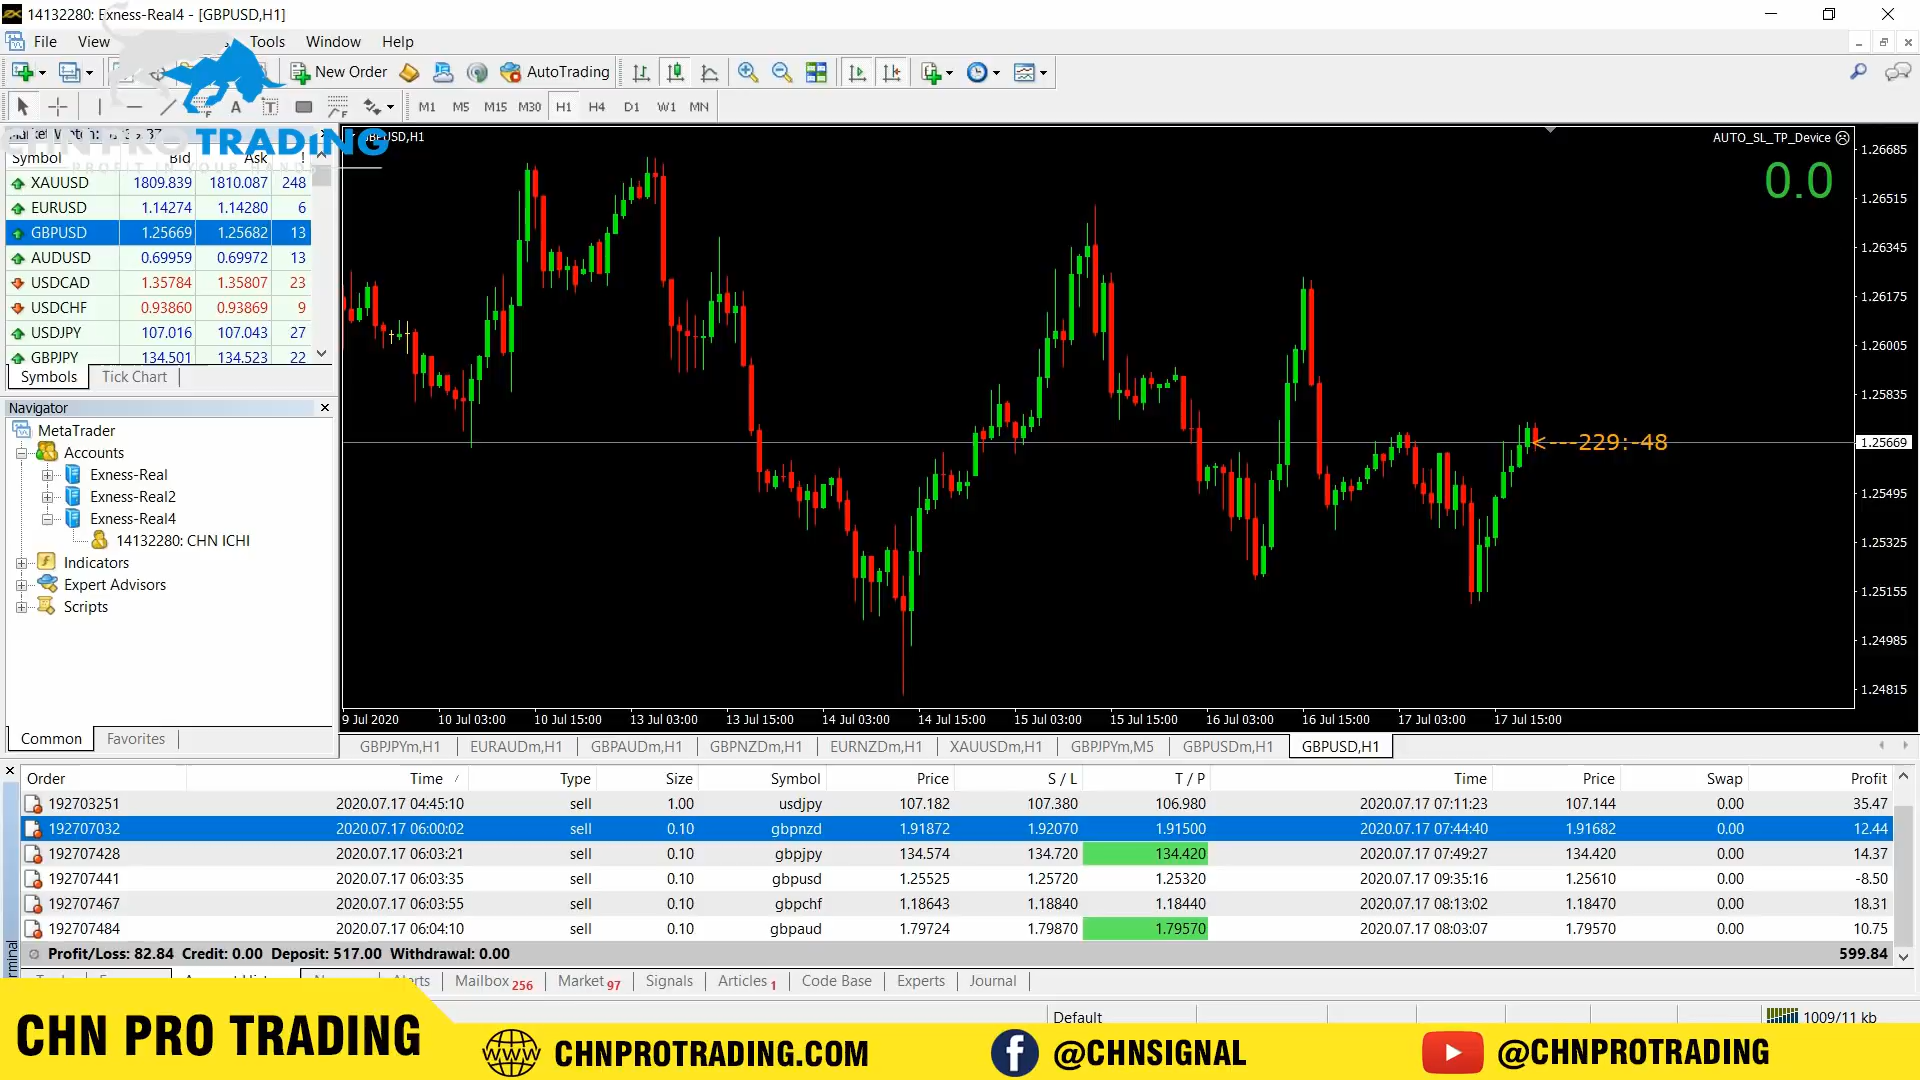 14132280: Exness-Real4 - [GBPUSD,H1]
File View Tools Window Help
New Order AutoTrading
A T F M1 M5 M15 M30 H1 H4 D1 W1 MN
CHN PRO TRADiNG
PROFIT IN YOUR HANDS
Symbol Bid Ask !
XAUUSD 1809.839 1810.087 248
EURUSD 1.14274 1.14280 6
GBPUSD 1.25669 1.25682 13
AUDUSD 0.69959 0.69972 13
USDCAD 1.35784 1.35807 23
USDCHF 0.93860 0.93869 9
USDJPY 107.016 107.043 27
GBPJPY 134.501 134.523 22
Symbols Tick Chart
Navigator
MetaTrader
Accounts
Exness-Real
Exness-Real2
Exness-Real4
14132280: CHN ICHI
Indicators
Expert Advisors
Scripts
Common Favorites
GBPUSD,H1
AUTO_SL_TP_Device
0.0
<---229:-48
1.26685
1.26515
1.26345
1.26175
1.26005
1.25835
1.25669
1.25495
1.25325
1.25155
1.24985
1.24815
9 Jul 2020 10 Jul 03:00 10 Jul 15:00 13 Jul 03:00 13 Jul 15:00 14 Jul 03:00 14 Jul 15:00 15 Jul 03:00 15 Jul 15:00 16 Jul 03:00 16 Jul 15:00 17 Jul 03:00 17 Jul 15:00
GBPJPYm,H1 EURAUDm,H1 GBPAUDm,H1 GBPNZDm,H1 EURNZDm,H1 XAUUSDm,H1 GBPJPYm,M5 GBPUSDm,H1 GBPUSD,H1
Order Time Type Size Symbol Price S / L T / P Time Price Swap Profit
192703251 2020.07.17 04:45:10 sell 1.00 usdjpy 107.182 107.380 106.980 2020.07.17 07:11:23 107.144 0.00 35.47
192707032 2020.07.17 06:00:02 sell 0.10 gbpnzd 1.91872 1.92070 1.91500 2020.07.17 07:44:40 1.91682 0.00 12.44
192707428 2020.07.17 06:03:21 sell 0.10 gbpjpy 134.574 134.720 134.420 2020.07.17 07:49:27 134.420 0.00 14.37
192707441 2020.07.17 06:03:35 sell 0.10 gbpusd 1.25525 1.25720 1.25320 2020.07.17 09:35:16 1.25610 0.00 -8.50
192707467 2020.07.17 06:03:55 sell 0.10 gbpchf 1.18643 1.18840 1.18440 2020.07.17 08:13:02 1.18470 0.00 18.31
192707484 2020.07.17 06:04:10 sell 0.10 gbpaud 1.79724 1.79870 1.79570 2020.07.17 08:03:07 1.79570 0.00 10.75
Profit/Loss: 82.84 Credit: 0.00 Deposit: 517.00 Withdrawal: 0.00 599.84
Mailbox 256 Market 97 Signals Articles 1 Code Base Experts Journal
Default 1009/11 kb
CHN PRO TRADING
WWW CHNPROTRADING.COM
@CHNSIGNAL
@CHNPROTRADING